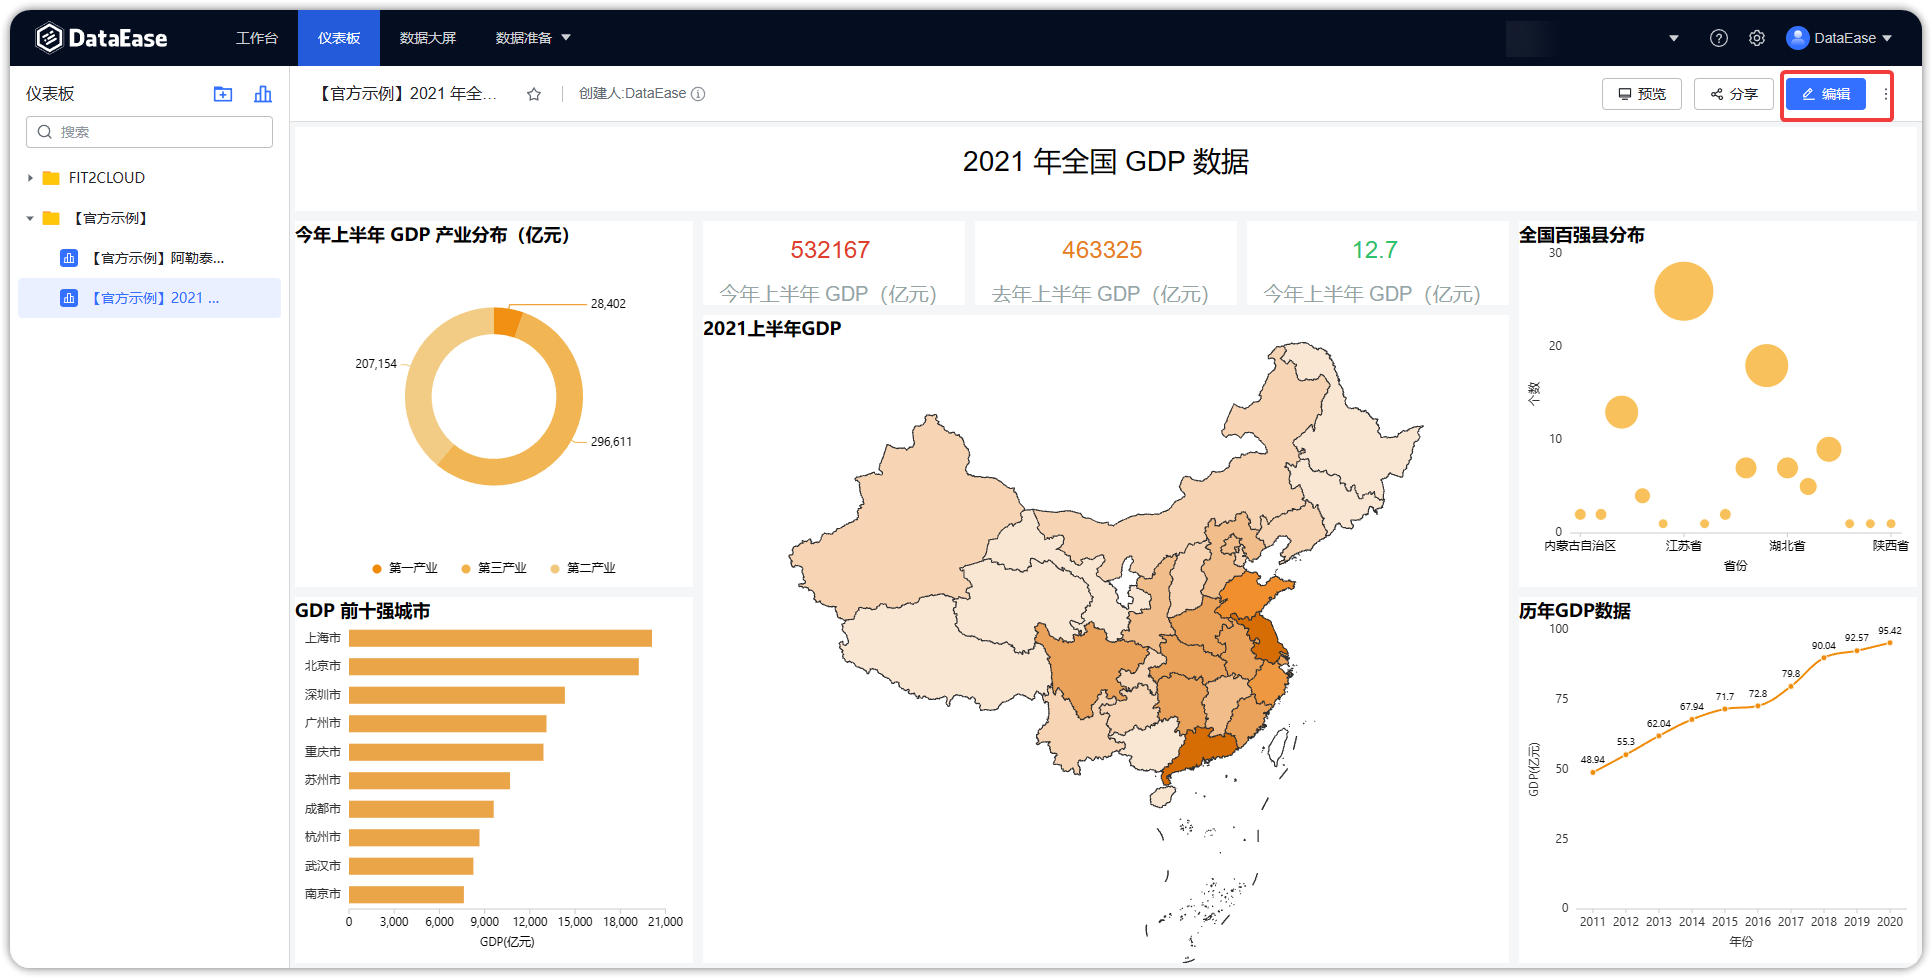 DataEase
工作台
仪表板
数据大屏
数据准备
DataEase
仪表板
搜索
FIT2CLOUD
【官方示例】
【官方示例】阿勒泰...
【官方示例】2021 ...
【官方示例】2021 年全...
创建人:DataEase
预览
分享
编辑
2021 年全国 GDP 数据
今年上半年 GDP 产业分布（亿元）
28,402
207,154
296,611
第一产业
第三产业
第二产业
532167
今年上半年 GDP（亿元）
463325
去年上半年 GDP（亿元）
12.7
今年上半年 GDP（亿元）
2021上半年GDP
全国百强县分布
30
20
10
0
个数
内蒙古自治区
江苏省
湖北省
陕西省
省份
GDP 前十强城市
上海市
北京市
深圳市
广州市
重庆市
苏州市
成都市
杭州市
武汉市
南京市
0
3,000
6,000
9,000
12,000
15,000
18,000
21,000
GDP(亿元)
历年GDP数据
100
75
50
25
0
GDP(亿元)
48.94
55.3
62.04
67.94
71.7
72.8
79.8
90.04
92.57
95.42
2011
2012
2013
2014
2015
2016
2017
2018
2019
2020
年份